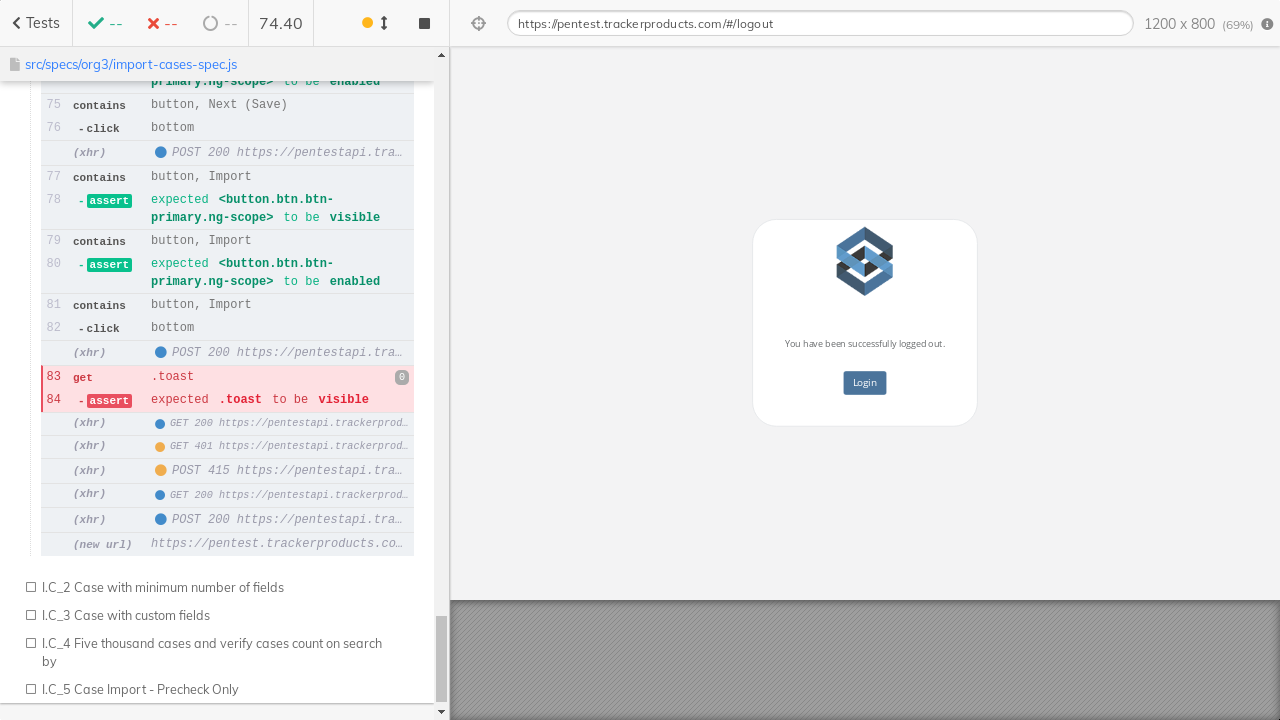 Tests -- -- -- 74.40
https://pentest.trackerproducts.com/#/logout 1200 x 800 (69%)
src/specs/org3/import-cases-spec.js
primary.ng-scope> to be enabled
75 contains button, Next (Save)
76 - click bottom
(xhr) POST 200 https://pentestapi.tra…
77 contains button, Import
78 - assert expected <button.btn.btn-
primary.ng-scope> to be visible
79 contains button, Import
80 - assert expected <button.btn.btn-
primary.ng-scope> to be enabled
81 contains button, Import
82 - click bottom
(xhr) POST 200 https://pentestapi.tra…
83 get .toast 0
84 - assert expected .toast to be visible
(xhr) GET 200 https://pentestapi.trackerprod…
(xhr) GET 401 https://pentestapi.trackerprod…
(xhr) POST 415 https://pentestapi.tra…
(xhr) GET 200 https://pentestapi.trackerprod…
(xhr) POST 200 https://pentestapi.tra…
(new url) https://pentest.trackerproducts.co…
I.C_2 Case with minimum number of fields
I.C_3 Case with custom fields
I.C_4 Five thousand cases and verify cases count on search
by
I.C_5 Case Import - Precheck Only
You have been successfully logged out.
Login